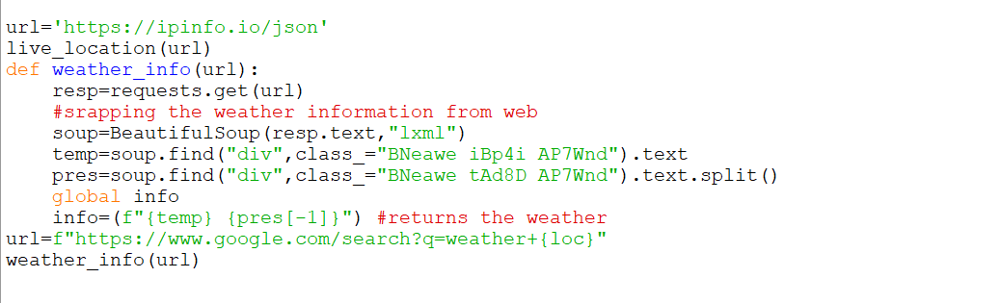 url='https://ipinfo.io/json'
live_location(url)
def weather_info(url):
    resp=requests.get(url)
    #srapping the weather information from web
    soup=BeautifulSoup(resp.text,"lxml")
    temp=soup.find("div",class_="BNeawe iBp4i AP7Wnd").text
    pres=soup.find("div",class_="BNeawe tAd8D AP7Wnd").text.split()
    global info
    info=(f"{temp} {pres[-1]}") #returns the weather
url=f"https://www.google.com/search?q=weather+{loc}"
weather_info(url)